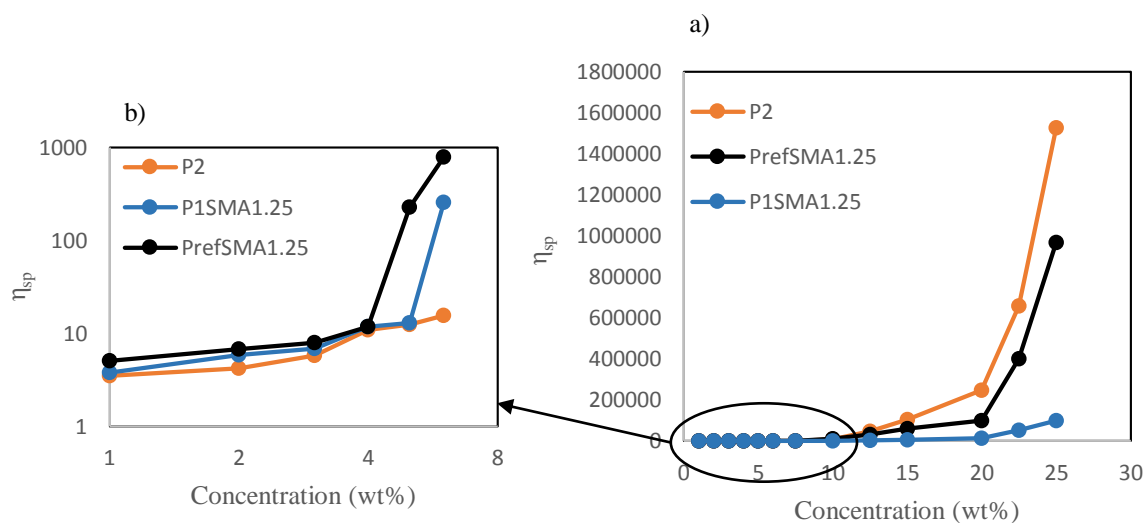 b)
1000
100
10
1
η_sp
P2
P1SMA1.25
PrefSMA1.25
1 2 4 8
Concentration (wt%)
a)
1800000
1600000
1400000
1200000
1000000
800000
600000
400000
200000
0
η_sp
P2
PrefSMA1.25
P1SMA1.25
0 5 10 15 20 25 30
Concentration (wt%)